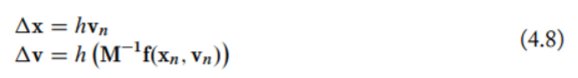 Δx = hvₙ
Δv = h (M⁻¹f(xₙ, vₙ))
(4.8)